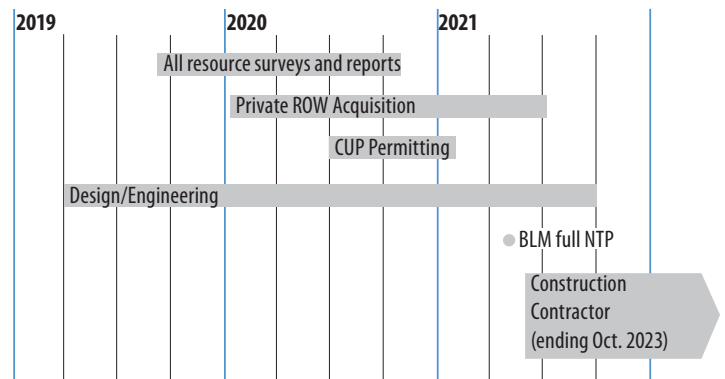 2019 2020 2021
All resource surveys and reports
Private ROW Acquisition
CUP Permitting
Design/Engineering
BLM full NTP
Construction
Contractor
(ending Oct. 2023)